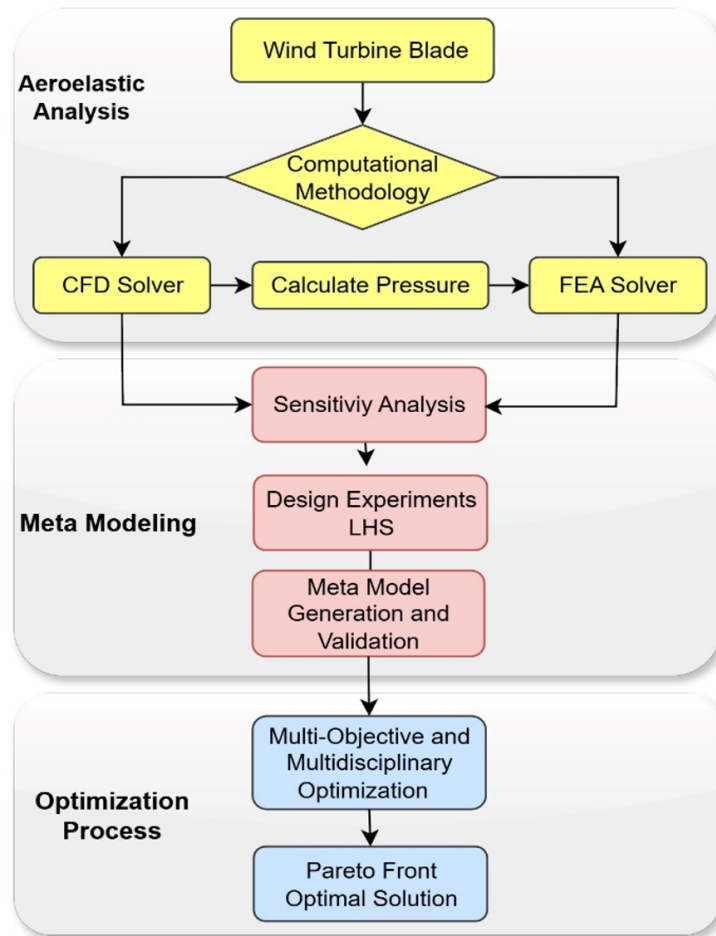 Wind Turbine Blade
Aeroelastic
Analysis
Computational
Methodology
CFD Solver
Calculate Pressure
FEA Solver
Sensitiviy Analysis
Meta Modeling
Design Experiments
LHS
Meta Model
Generation and
Validation
Optimization
Process
Multi-Objective and
Multidisciplinary
Optimization
Pareto Front
Optimal Solution